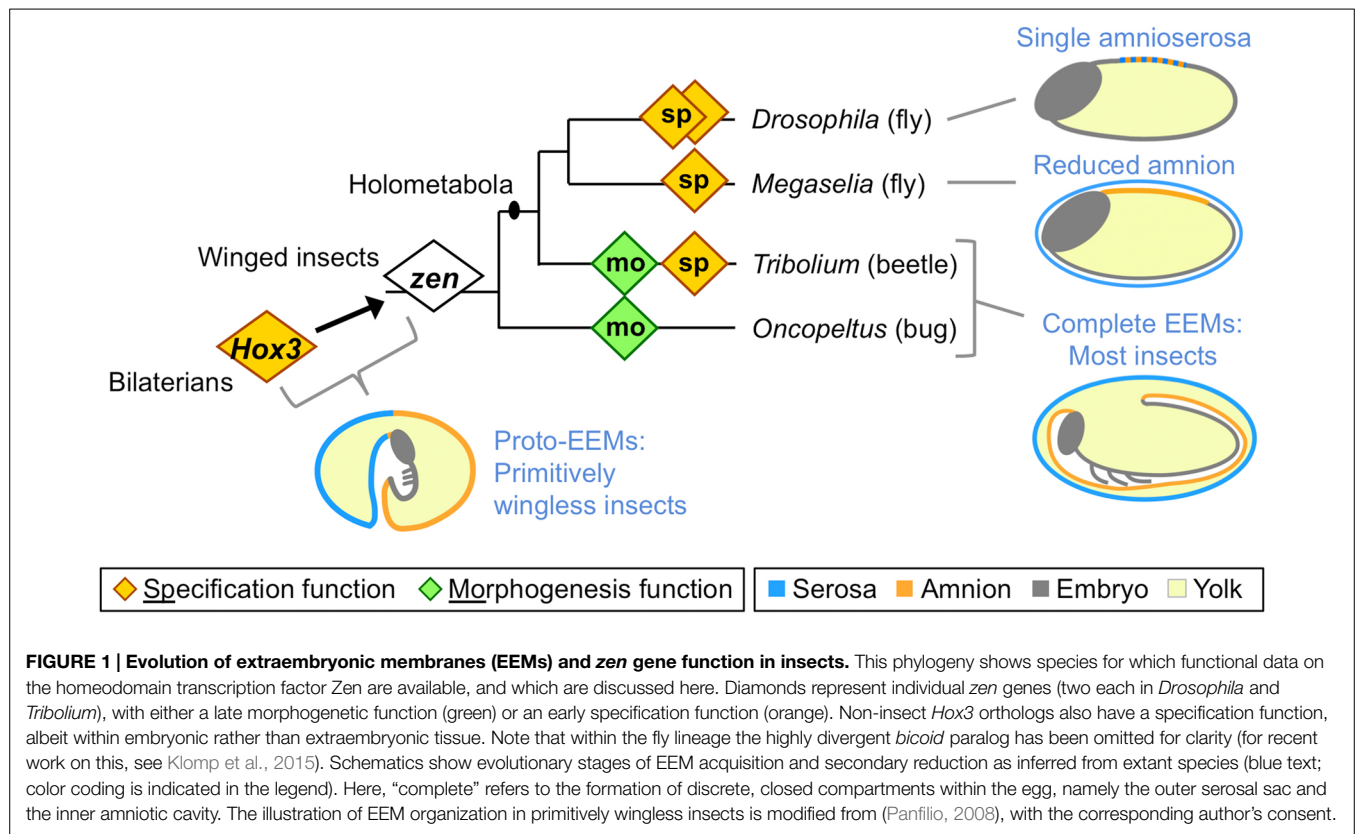 Single amnioserosa
sp
Drosophila (fly)
Reduced amnion
Holometabola
sp
Megaselia (fly)
Winged insects
zen
mo
sp
Tribolium (beetle)
Hox3
mo
Oncopeltus (bug)
Complete EEMs:
Most insects
Bilaterians
Proto-EEMs:
Primitively
wingless insects
Specification function
Morphogenesis function
Serosa
Amnion
Embryo
Yolk
FIGURE 1 | Evolution of extraembryonic membranes (EEMs) and zen gene function in insects. This phylogeny shows species for which functional data on
the homeodomain transcription factor Zen are available, and which are discussed here. Diamonds represent individual zen genes (two each in Drosophila and
Tribolium), with either a late morphogenetic function (green) or an early specification function (orange). Non-insect Hox3 orthologs also have a specification function,
albeit within embryonic rather than extraembryonic tissue. Note that within the fly lineage the highly divergent bicoid paralog has been omitted for clarity (for recent
work on this, see Klomp et al., 2015). Schematics show evolutionary stages of EEM acquisition and secondary reduction as inferred from extant species (blue text;
color coding is indicated in the legend). Here, “complete” refers to the formation of discrete, closed compartments within the egg, namely the outer serosal sac and
the inner amniotic cavity. The illustration of EEM organization in primitively wingless insects is modified from (Panfilio, 2008), with the corresponding author’s consent.